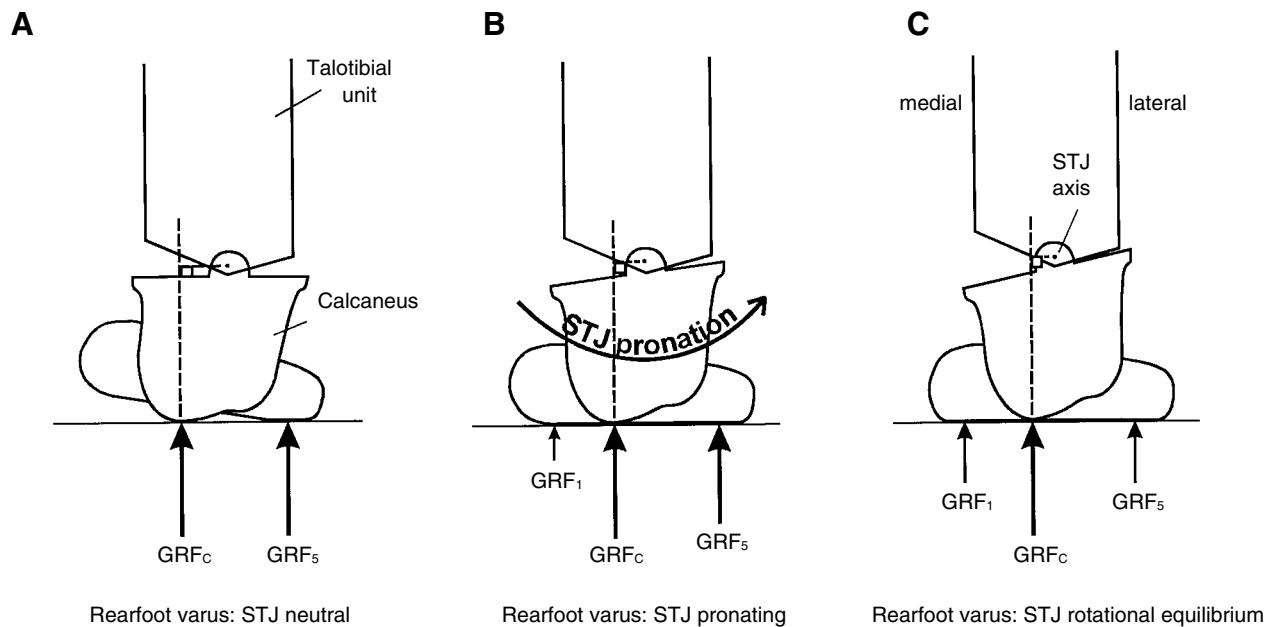 A
Talotibial
unit
Calcaneus
GRFC
GRF5
Rearfoot varus: STJ neutral
B
STJ pronation
GRF1
GRFC
GRF5
Rearfoot varus: STJ pronating
C
medial
lateral
STJ
axis
GRF1
GRF5
GRFC
Rearfoot varus: STJ rotational equilibrium